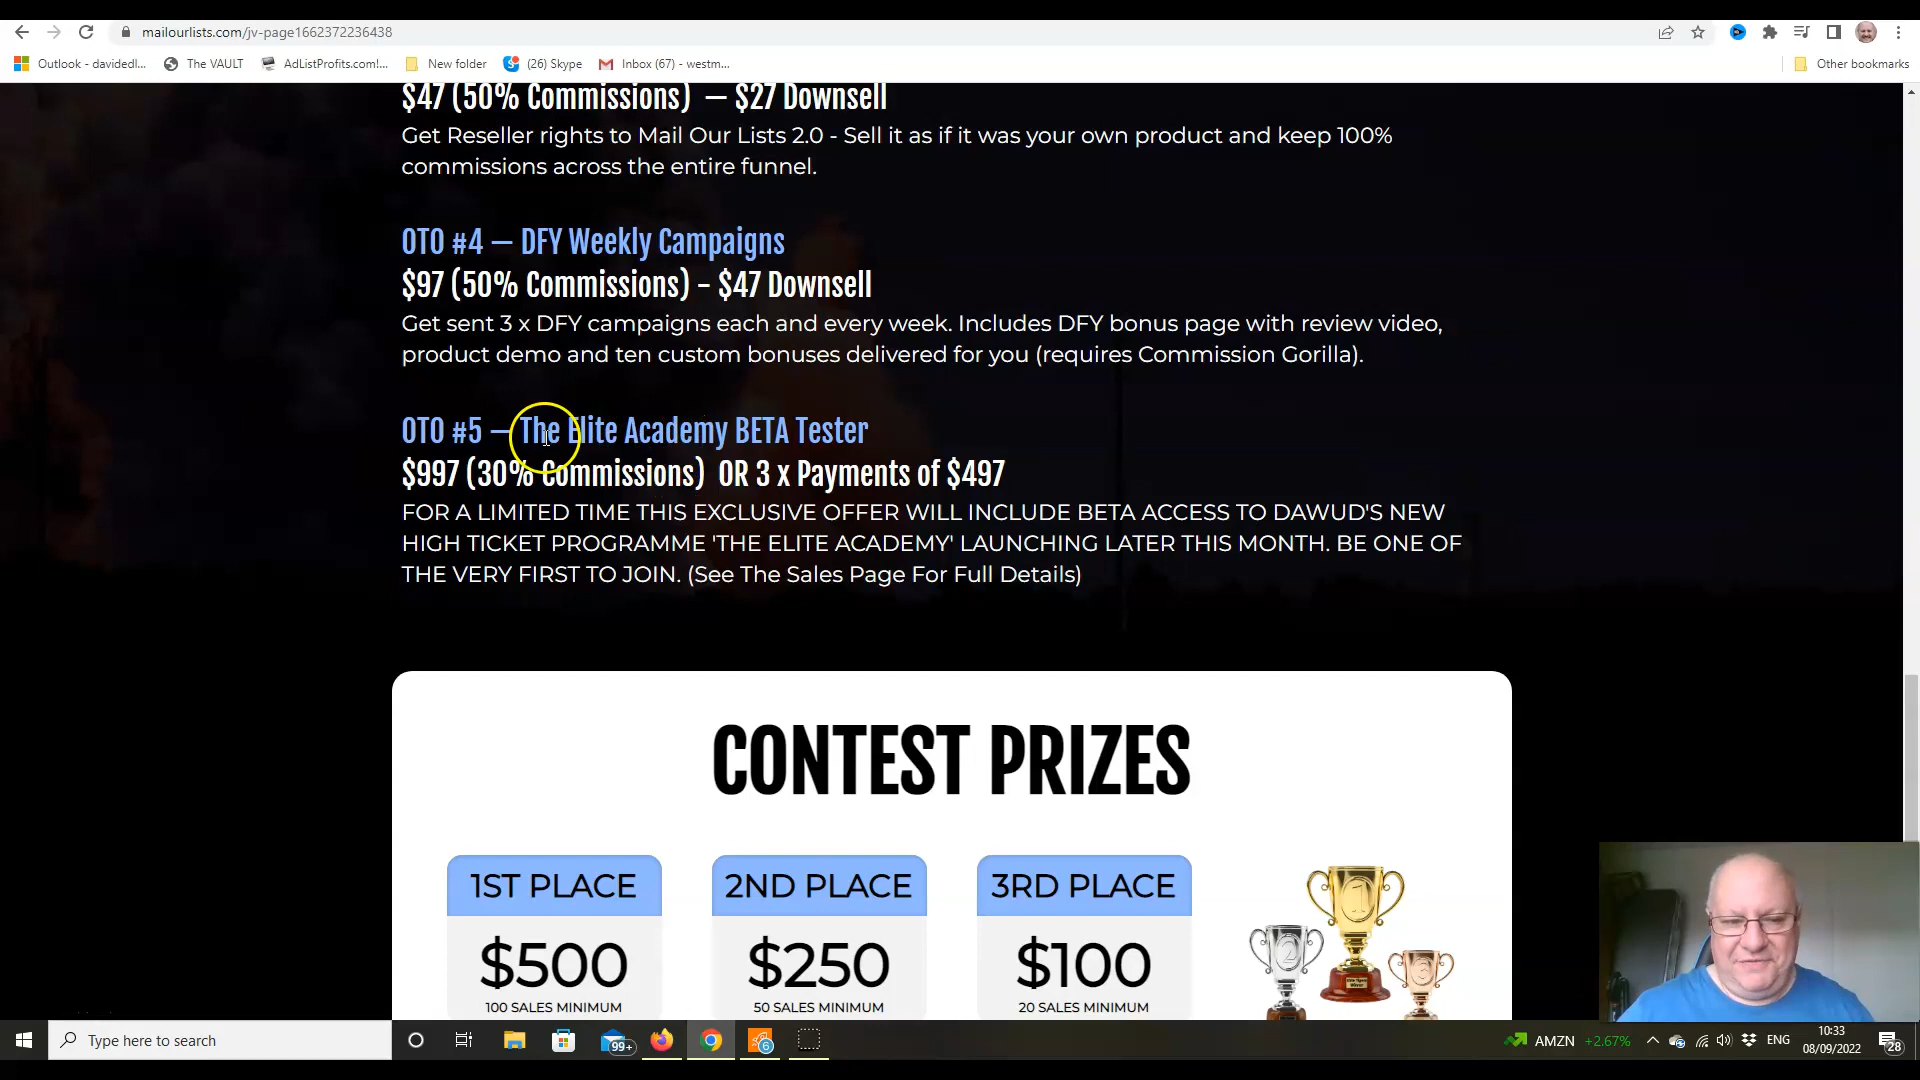 mailourlists.com/jv-page1662372236438
Outlook - davidedl...
The VAULT
AdListProfits.com!...
New folder
(26) Skype
Inbox (67) - westm...
Other bookmarks
$47 (50% Commissions) — $27 Downsell
Get Reseller rights to Mail Our Lists 2.0 - Sell it as if it was your own product and keep 100%
commissions across the entire funnel.
OTO #4 — DFY Weekly Campaigns
$97 (50% Commissions) - $47 Downsell
Get sent 3 x DFY campaigns each and every week. Includes DFY bonus page with review video,
product demo and ten custom bonuses delivered for you (requires Commission Gorilla).
OTO #5 — The Elite Academy BETA Tester
$997 (30% Commissions) OR 3 x Payments of $497
FOR A LIMITED TIME THIS EXCLUSIVE OFFER WILL INCLUDE BETA ACCESS TO DAWUD'S NEW
HIGH TICKET PROGRAMME 'THE ELITE ACADEMY' LAUNCHING LATER THIS MONTH. BE ONE OF
THE VERY FIRST TO JOIN. (See The Sales Page For Full Details)
CONTEST PRIZES
1ST PLACE
$500
100 SALES MINIMUM
2ND PLACE
$250
50 SALES MINIMUM
3RD PLACE
$100
20 SALES MINIMUM
1
2
3
Type here to search
99+
6
AMZN +2.67%
ENG
10:33
08/09/2022
28